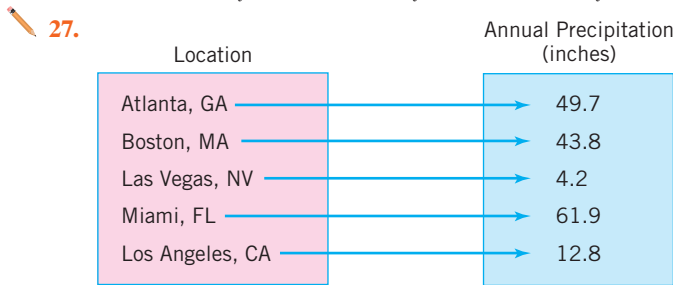 27.
Location
Annual Precipitation
(inches)
Atlanta, GA 49.7
Boston, MA 43.8
Las Vegas, NV 4.2
Miami, FL 61.9
Los Angeles, CA 12.8